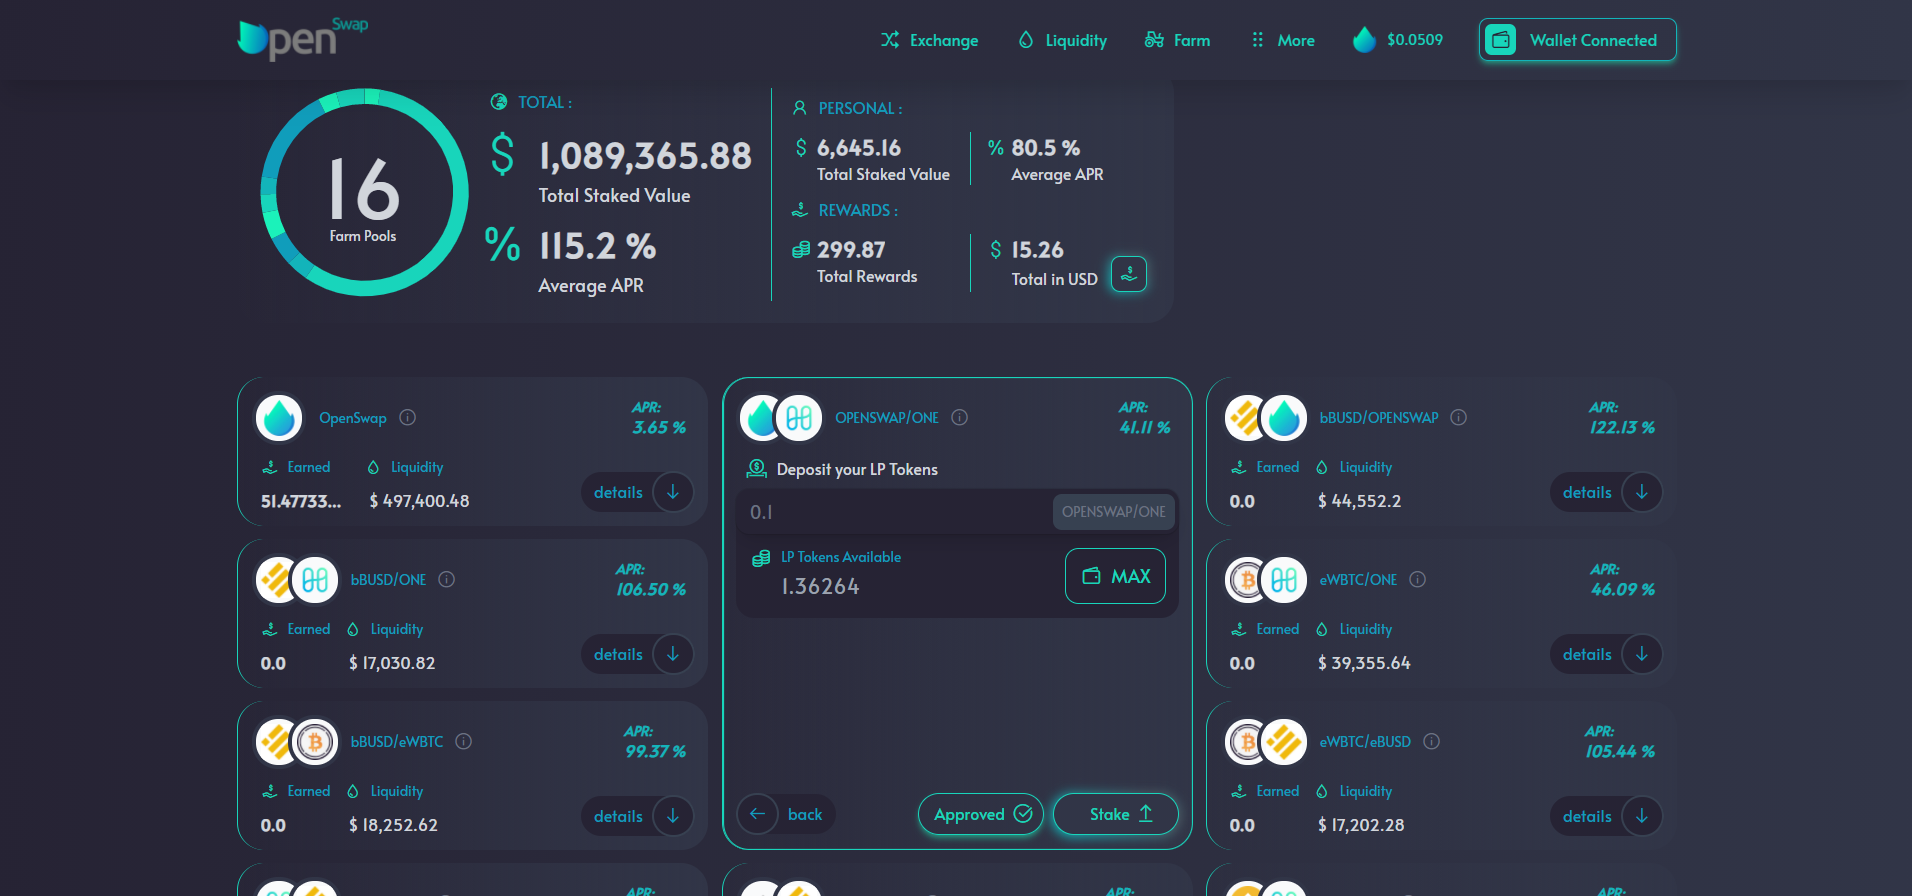 OpenSwap
Exchange
Liquidity
Farm
More
$0.0509
Wallet Connected
16
Farm Pools
TOTAL :
$ 1,089,365.88
Total Staked Value
% 115.2 %
Average APR
PERSONAL :
$ 6,645.16
Total Staked Value
% 80.5 %
Average APR
REWARDS :
299.87
Total Rewards
$ 15.26
Total in USD
OpenSwap
APR:
3.65 %
Earned
Liquidity
51.47733...
$ 497,400.48
details
OPENSWAP/ONE
APR:
41.11 %
Deposit your LP Tokens
0.1
OPENSWAP/ONE
LP Tokens Available
1.36264
MAX
back
Approved
Stake
bBUSD/OPENSWAP
APR:
122.13 %
Earned
Liquidity
0.0
$ 44,552.2
details
bBUSD/ONE
APR:
106.50 %
Earned
Liquidity
0.0
$ 17,030.82
details
eWBTC/ONE
APR:
46.09 %
Earned
Liquidity
0.0
$ 39,355.64
details
bBUSD/eWBTC
APR:
99.37 %
Earned
Liquidity
0.0
$ 18,252.62
details
eWBTC/eBUSD
APR:
105.44 %
Earned
Liquidity
0.0
$ 17,202.28
details
APR:
APR:
APR: